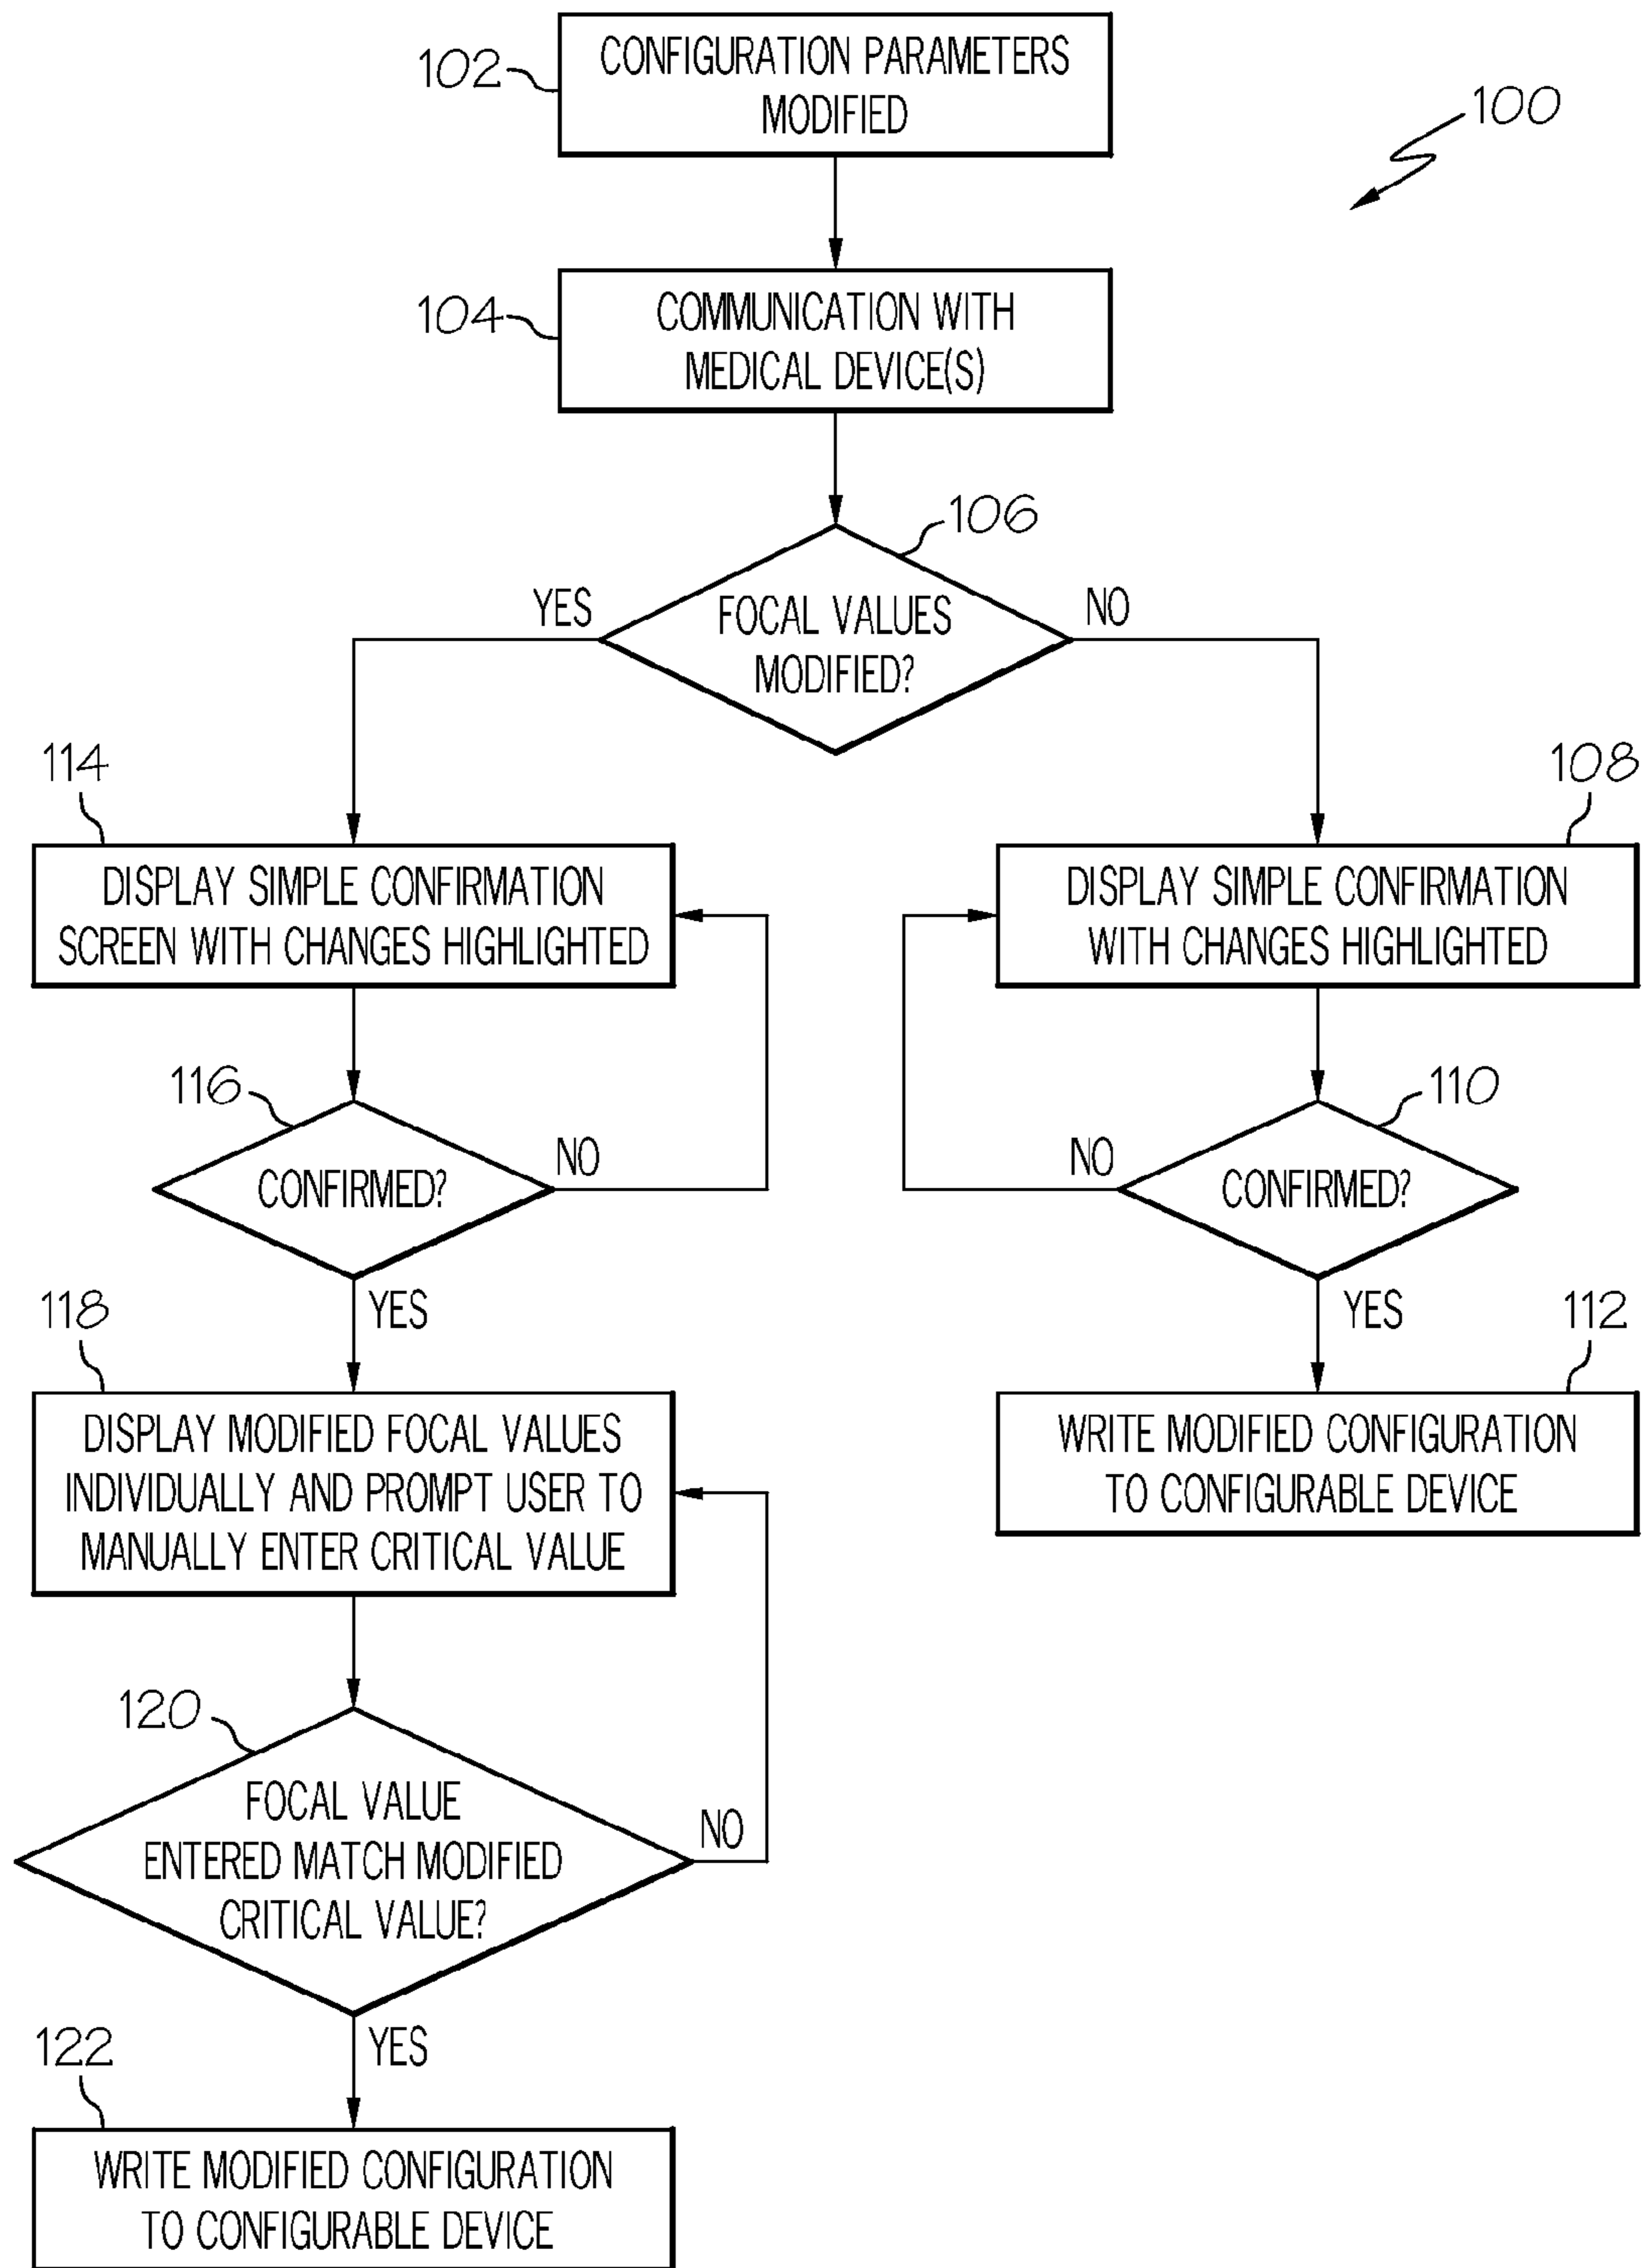 102
CONFIGURATION PARAMETERS
MODIFIED
100
104
COMMUNICATION WITH
MEDICAL DEVICE(S)
106
YES
FOCAL VALUES
MODIFIED?
NO
114
DISPLAY SIMPLE CONFIRMATION
SCREEN WITH CHANGES HIGHLIGHTED
108
DISPLAY SIMPLE CONFIRMATION
WITH CHANGES HIGHLIGHTED
116
CONFIRMED?
NO
YES
110
NO
CONFIRMED?
YES
118
DISPLAY MODIFIED FOCAL VALUES
INDIVIDUALLY AND PROMPT USER TO
MANUALLY ENTER CRITICAL VALUE
112
WRITE MODIFIED CONFIGURATION
TO CONFIGURABLE DEVICE
120
FOCAL VALUE
ENTERED MATCH MODIFIED
CRITICAL VALUE?
NO
YES
122
WRITE MODIFIED CONFIGURATION
TO CONFIGURABLE DEVICE